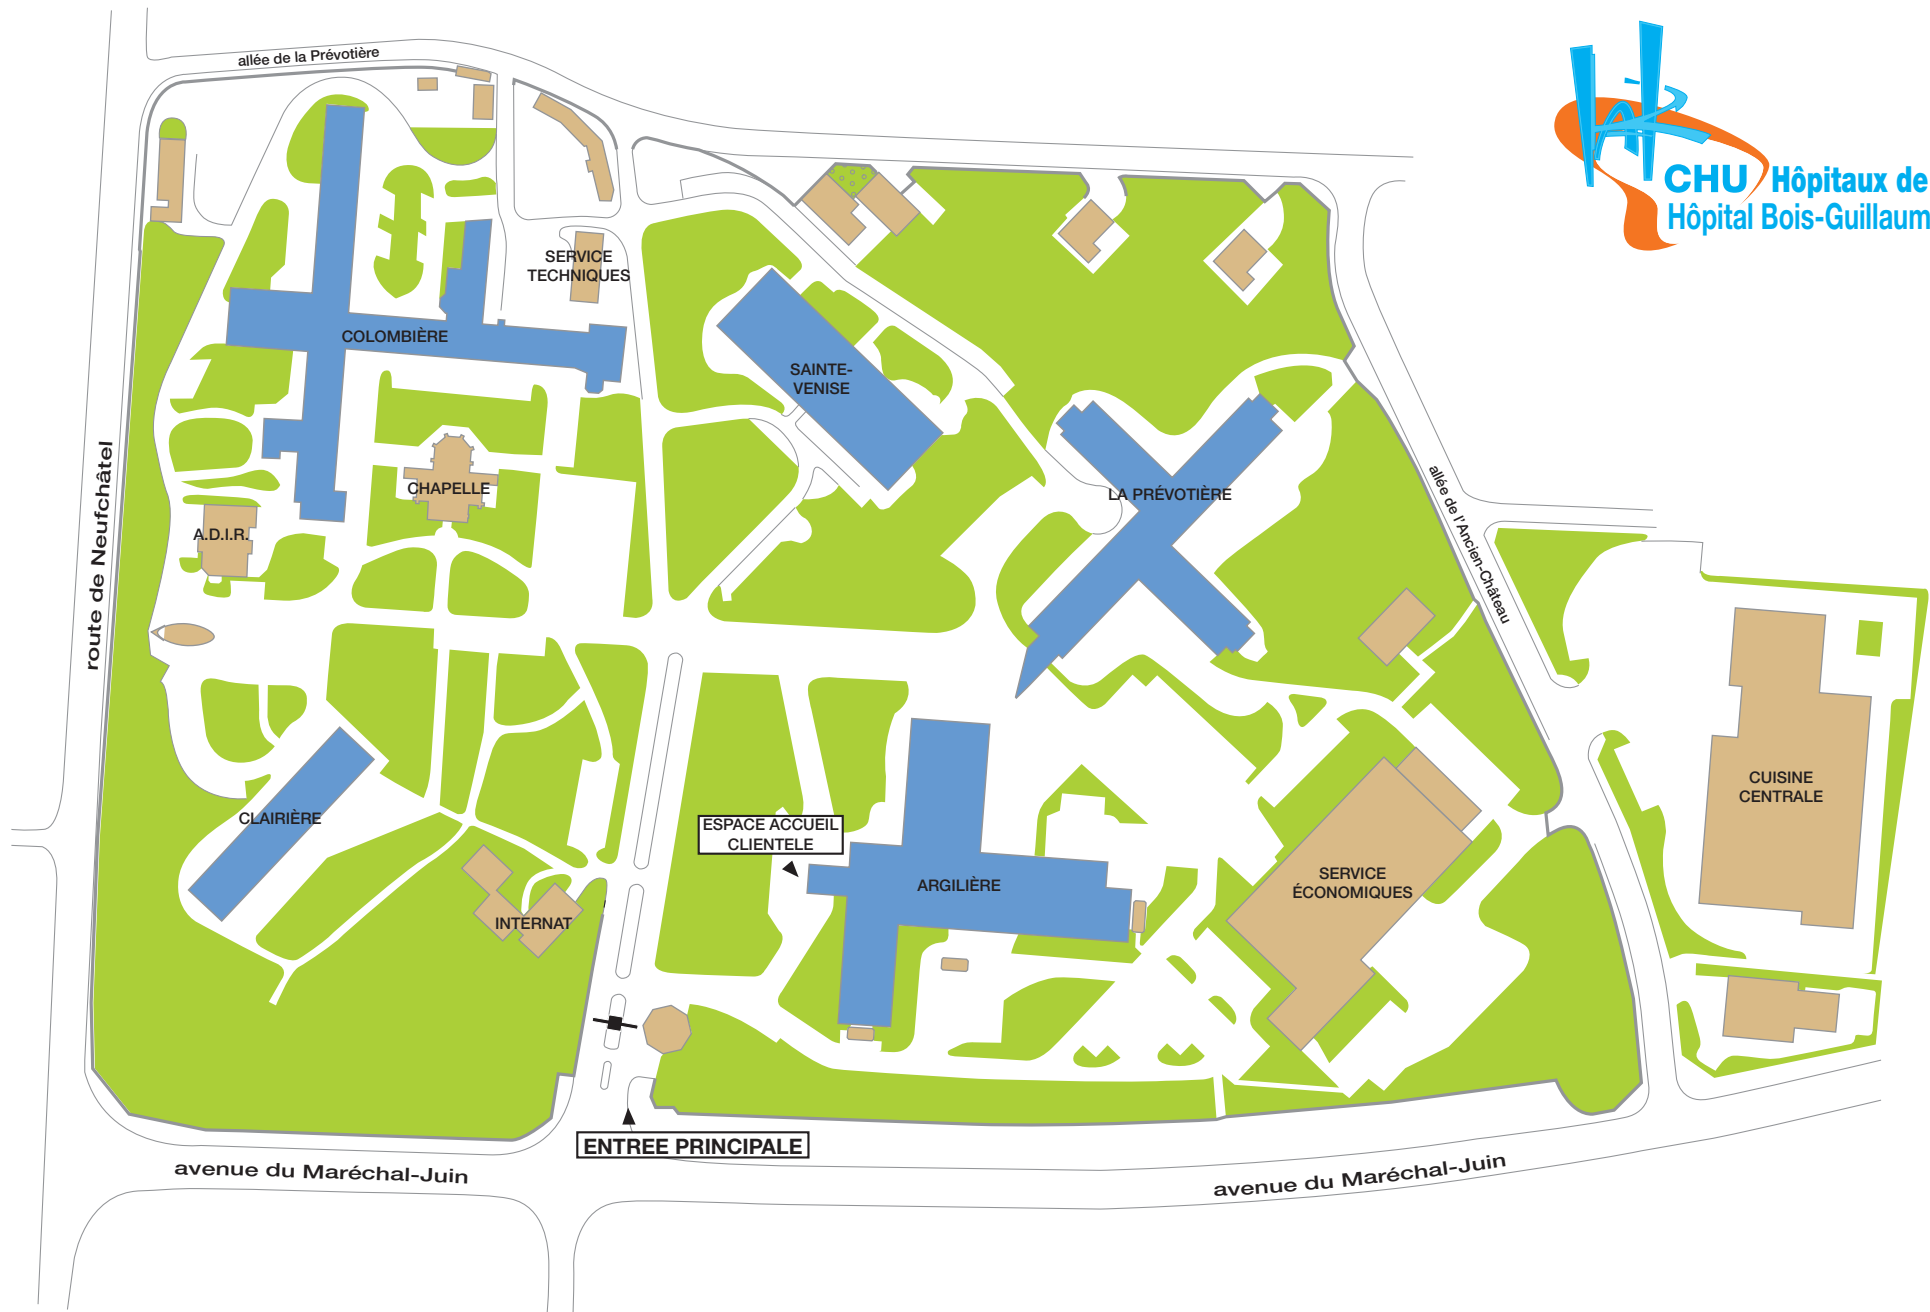 allée de la Prévotière
CHU Hôpitaux de
Hôpital Bois-Guillaum
SERVICE
TECHNIQUES
COLOMBIÈRE
SAINTE-
VENISE
route de Neufchâtel
CHAPELLE
LA PRÉVOTIÈRE
allée de l'Ancien-Château
A.D.I.R.
CUISINE
CENTRALE
CLAIRIÈRE
ESPACE ACCUEIL
CLIENTELE
ARGILIÈRE
SERVICE
ÉCONOMIQUES
INTERNAT
ENTREE PRINCIPALE
avenue du Maréchal-Juin
avenue du Maréchal-Juin